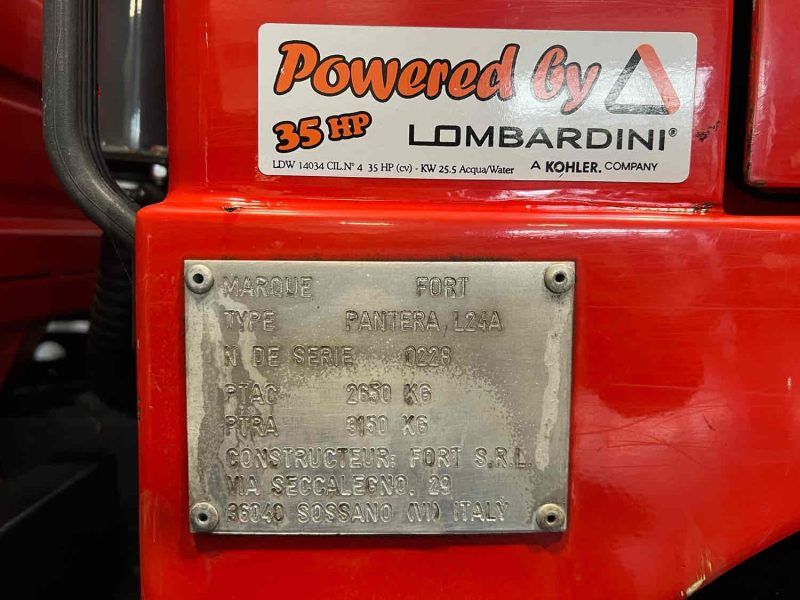 Powered by
35 HP LOMBARDINI®
LDW 14034 CIL.N° 4 35 HP (cv) - KW 25.5 Acqua/Water A KOHLER. COMPANY
MARQUE FORT
TYPE PANTERA L24A
N DE SERIE 0228
PTAC 2650 KG
PTRA 3150 KG
CONSTRUCTEUR: FORT S.R.L.
VIA SECCALEGNO, 29
36040 SOSSANO (VI) ITALY